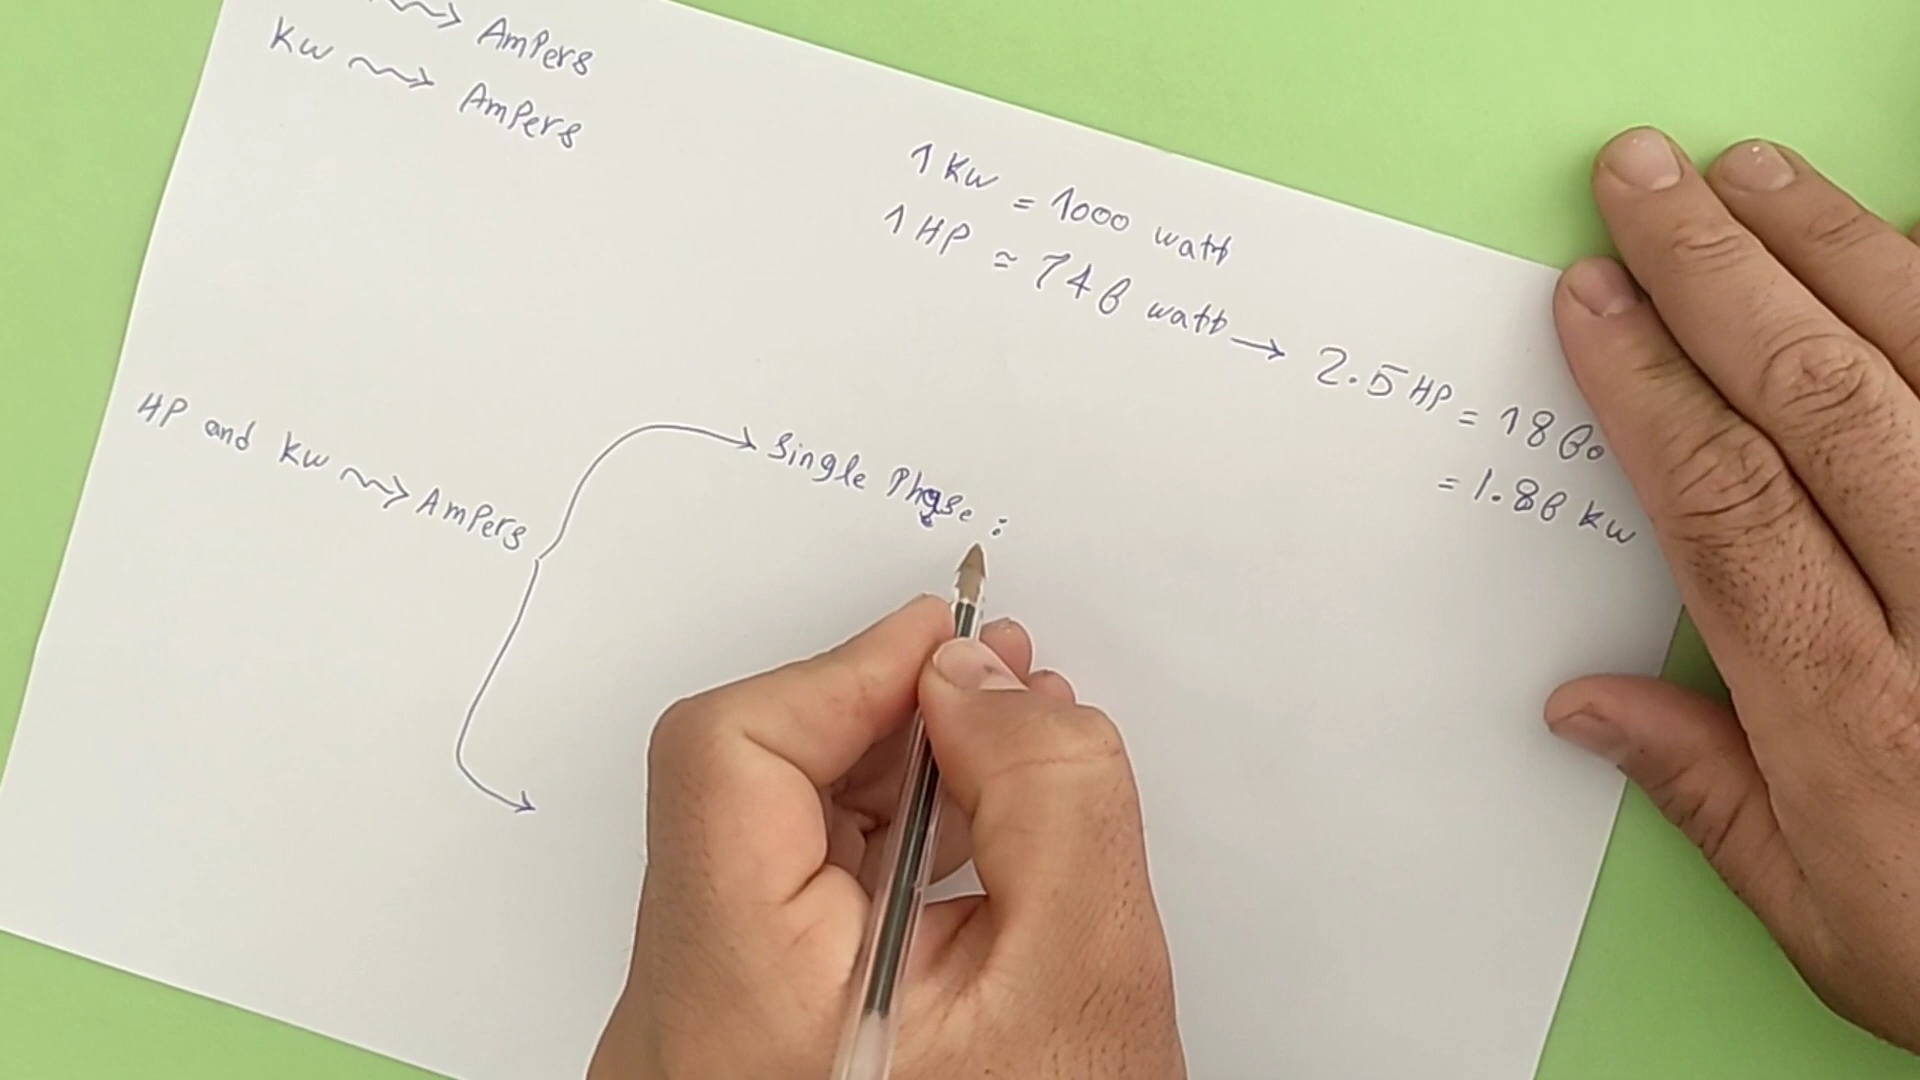 ⟿ AmPers
Kw ⟿ AmPers
1 Kw = 1000 watt
1 HP ≃ 746 watt → 2.5 HP = 1860
= 1.86 Kw
HP and Kw ⟿ AmPers
Single Phase :